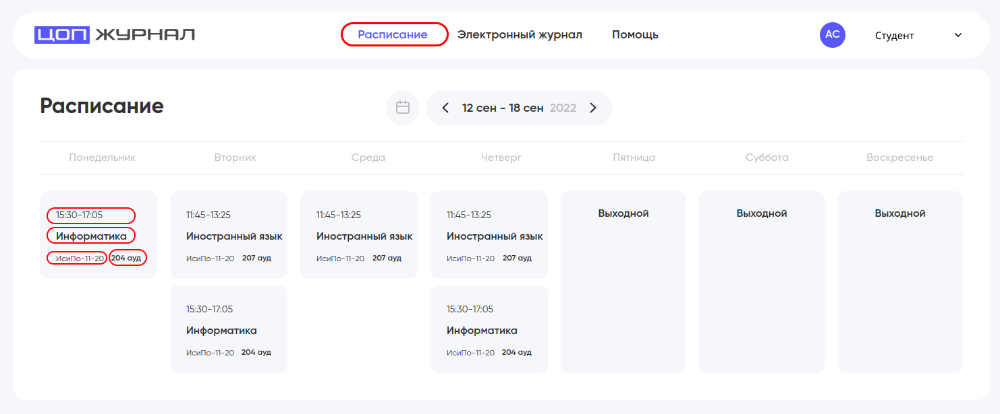 ЦОП ЖУРНАЛ
Расписание
Электронный журнал
Помощь
АС
Студент
Расписание
12 сен - 18 сен 2022
Понедельник
Вторник
Среда
Четверг
Пятница
Суббота
Воскресенье
15:30-17:05
Информатика
ИсиПо-11-20 204 ауд
11:45-13:25
Иностранный язык
ИсиПо-11-20 207 ауд
15:30-17:05
Информатика
ИсиПо-11-20 204 ауд
11:45-13:25
Иностранный язык
ИсиПо-11-20 207 ауд
11:45-13:25
Иностранный язык
ИсиПо-11-20 207 ауд
15:30-17:05
Информатика
ИсиПо-11-20 204 ауд
Выходной
Выходной
Выходной